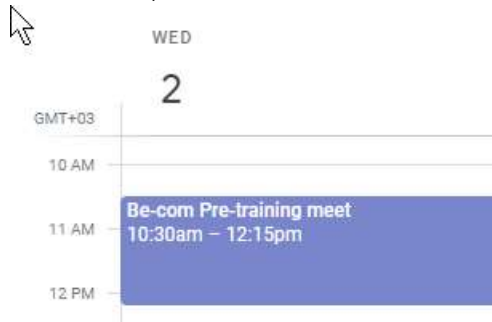 WED
2
GMT+03
10 AM
Be-com Pre-training meet
11 AM
10:30am – 12:15pm
12 PM